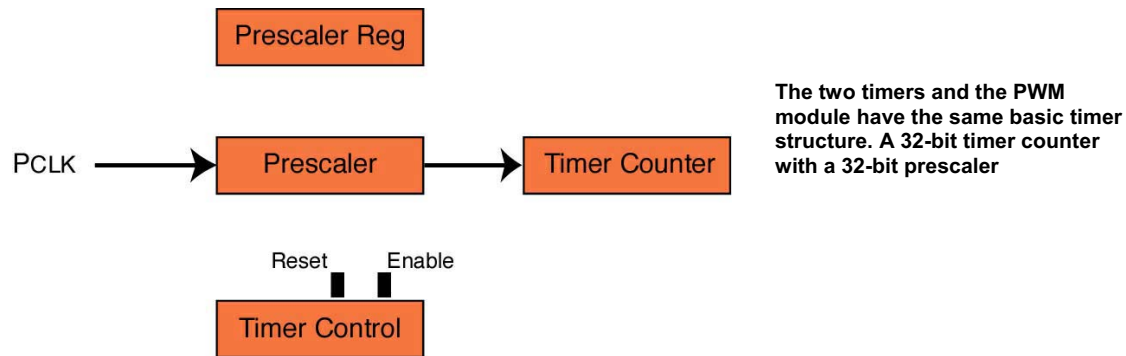 Prescaler Reg
PCLK
Prescaler
Timer Counter
The two timers and the PWM
module have the same basic timer
structure. A 32-bit timer counter
with a 32-bit prescaler
Reset
Enable
Timer Control